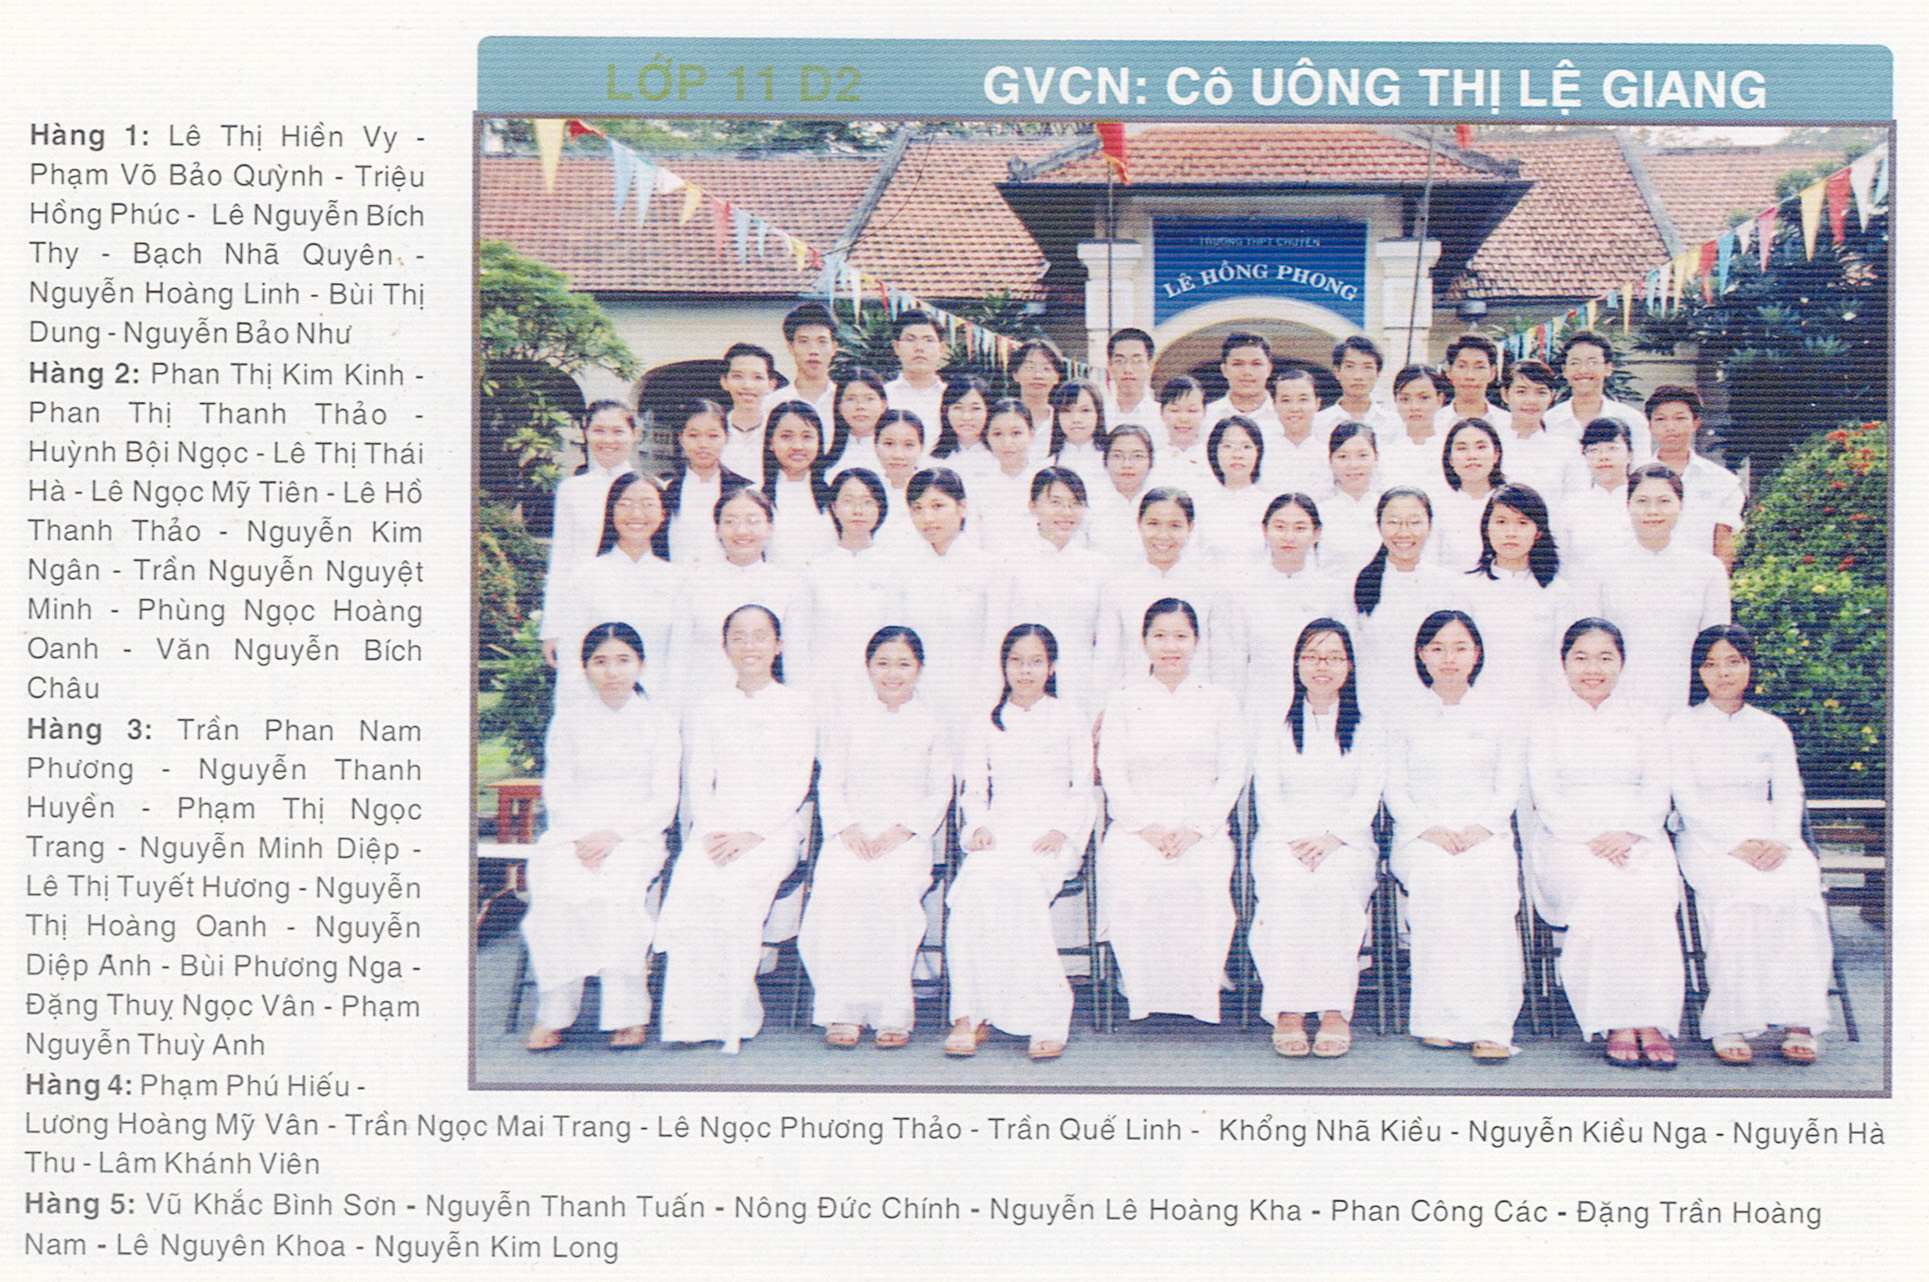 LỚP 11 D2 GVCN: Cô UÔNG THỊ LỆ GIANG
TRƯỜNG THPT CHUYÊN
LÊ HỒNG PHONG
Hàng 1: Lê Thị Hiền Vy -
Phạm Võ Bảo Quỳnh - Triệu
Hồng Phúc - Lê Nguyễn Bích
Thy - Bạch Nhã Quyên -
Nguyễn Hoàng Linh - Bùi Thị
Dung - Nguyễn Bảo Như
Hàng 2: Phan Thị Kim Kinh -
Phan Thị Thanh Thảo -
Huỳnh Bội Ngọc - Lê Thị Thái
Hà - Lê Ngọc Mỹ Tiên - Lê Hồ
Thanh Thảo - Nguyễn Kim
Ngân - Trần Nguyễn Nguyệt
Minh - Phùng Ngọc Hoàng
Oanh - Văn Nguyễn Bích
Châu
Hàng 3: Trần Phan Nam
Phương - Nguyễn Thanh
Huyền - Phạm Thị Ngọc
Trang - Nguyễn Minh Diệp -
Lê Thị Tuyết Hương - Nguyễn
Thị Hoàng Oanh - Nguyễn
Diệp Anh - Bùi Phương Nga -
Đặng Thuỵ Ngọc Vân - Phạm
Nguyễn Thuỳ Anh
Hàng 4: Phạm Phú Hiếu -
Lương Hoàng Mỹ Vân - Trần Ngọc Mai Trang - Lê Ngọc Phương Thảo - Trần Quế Linh - Khổng Nhã Kiều - Nguyễn Kiều Nga - Nguyễn Hà
Thu - Lâm Khánh Viên
Hàng 5: Vũ Khắc Bình Sơn - Nguyễn Thanh Tuấn - Nông Đức Chính - Nguyễn Lê Hoàng Kha - Phan Công Các - Đặng Trần Hoàng
Nam - Lê Nguyên Khoa - Nguyễn Kim Long